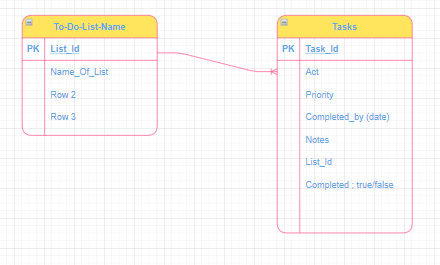 To-Do-List-Name
PK List_Id
Name_Of_List
Row 2
Row 3
Tasks
PK Task_Id
Act
Priority
Completed_by (date)
Notes
List_Id
Completed ; true/false